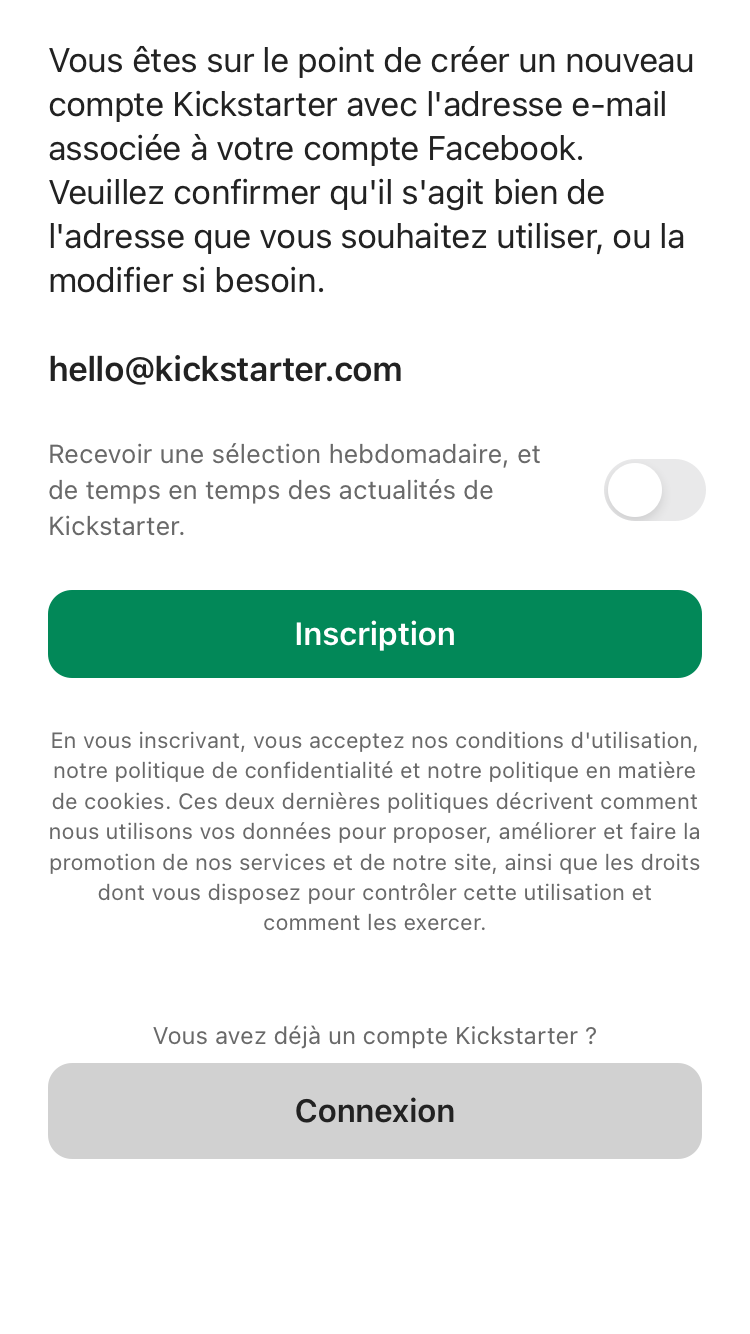 Vous êtes sur le point de créer un nouveau
compte Kickstarter avec l'adresse e-mail
associée à votre compte Facebook.
Veuillez confirmer qu'il s'agit bien de
l'adresse que vous souhaitez utiliser, ou la
modifier si besoin.
hello@kickstarter.com
Recevoir une sélection hebdomadaire, et
de temps en temps des actualités de
Kickstarter.
Inscription
En vous inscrivant, vous acceptez nos conditions d'utilisation,
notre politique de confidentialité et notre politique en matière
de cookies. Ces deux dernières politiques décrivent comment
nous utilisons vos données pour proposer, améliorer et faire la
promotion de nos services et de notre site, ainsi que les droits
dont vous disposez pour contrôler cette utilisation et
comment les exercer.
Vous avez déjà un compte Kickstarter ?
Connexion